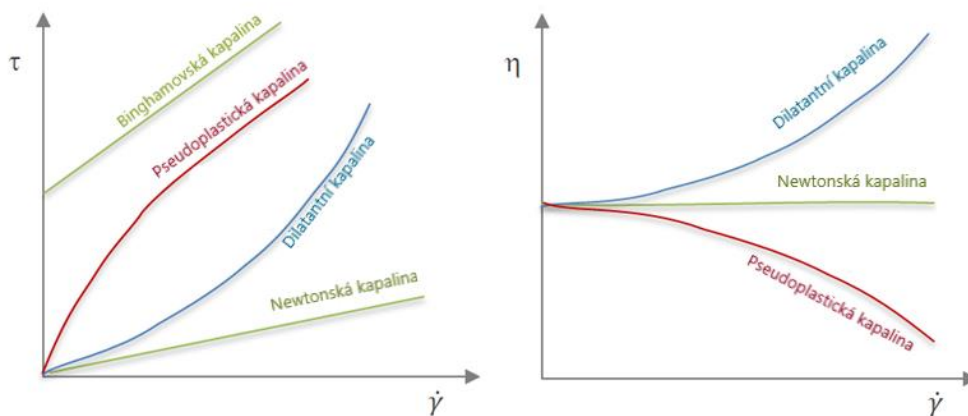 τ
Binghamovská kapalina
Pseudoplastická kapalina
Dilatantní kapalina
Newtonská kapalina
γ̇
η
Dilatantní kapalina
Newtonská kapalina
Pseudoplastická kapalina
γ̇